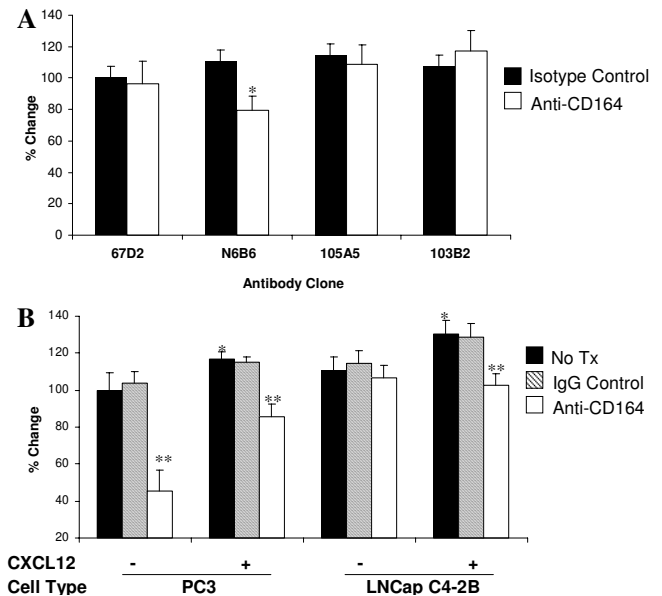 A
140
120
100
80
60
40
20
0
% Change
*
Isotype Control
Anti-CD164
67D2 N6B6 105A5 103B2
Antibody Clone
B
140
120
100
80
60
40
20
% Change
** * ** * **
No Tx
IgG Control
Anti-CD164
CXCL12 - + - +
Cell Type PC3 LNCap C4-2B